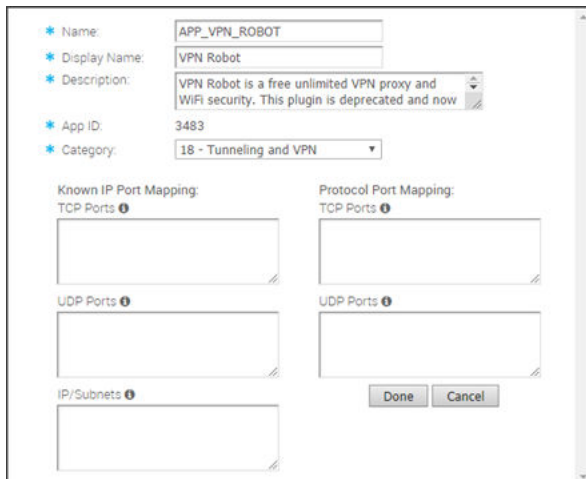 * Name: APP_VPN_ROBOT
* Display Name: VPN Robot
* Description: VPN Robot is a free unlimited VPN proxy and
WiFi security. This plugin is deprecated and now
* App ID: 3483
* Category: 18 - Tunneling and VPN
Known IP Port Mapping:
TCP Ports
UDP Ports
IP/Subnets
Protocol Port Mapping:
TCP Ports
UDP Ports
Done Cancel